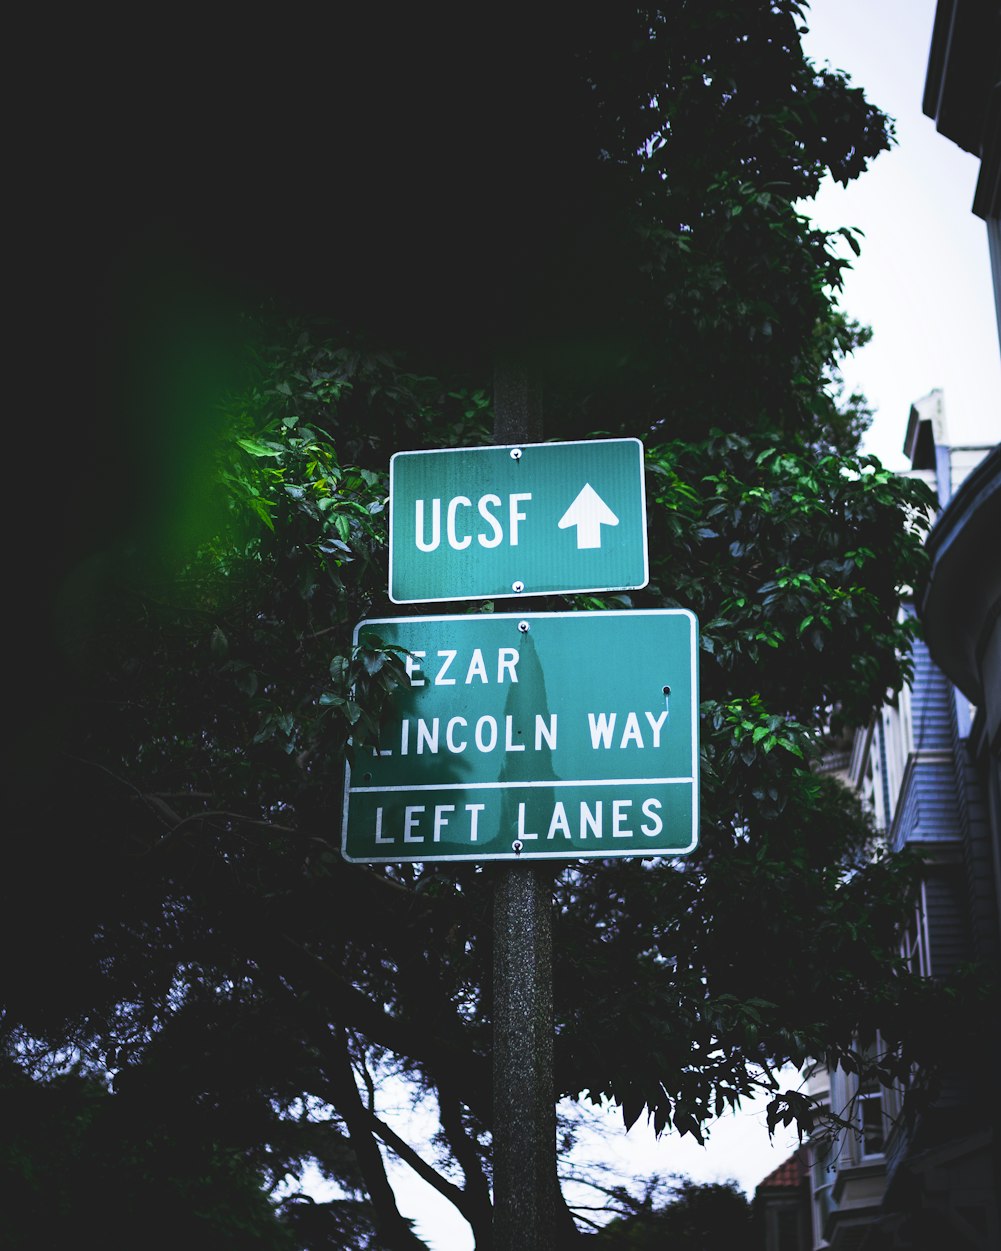 UCSF
EZAR
LINCOLN WAY
LEFT LANES